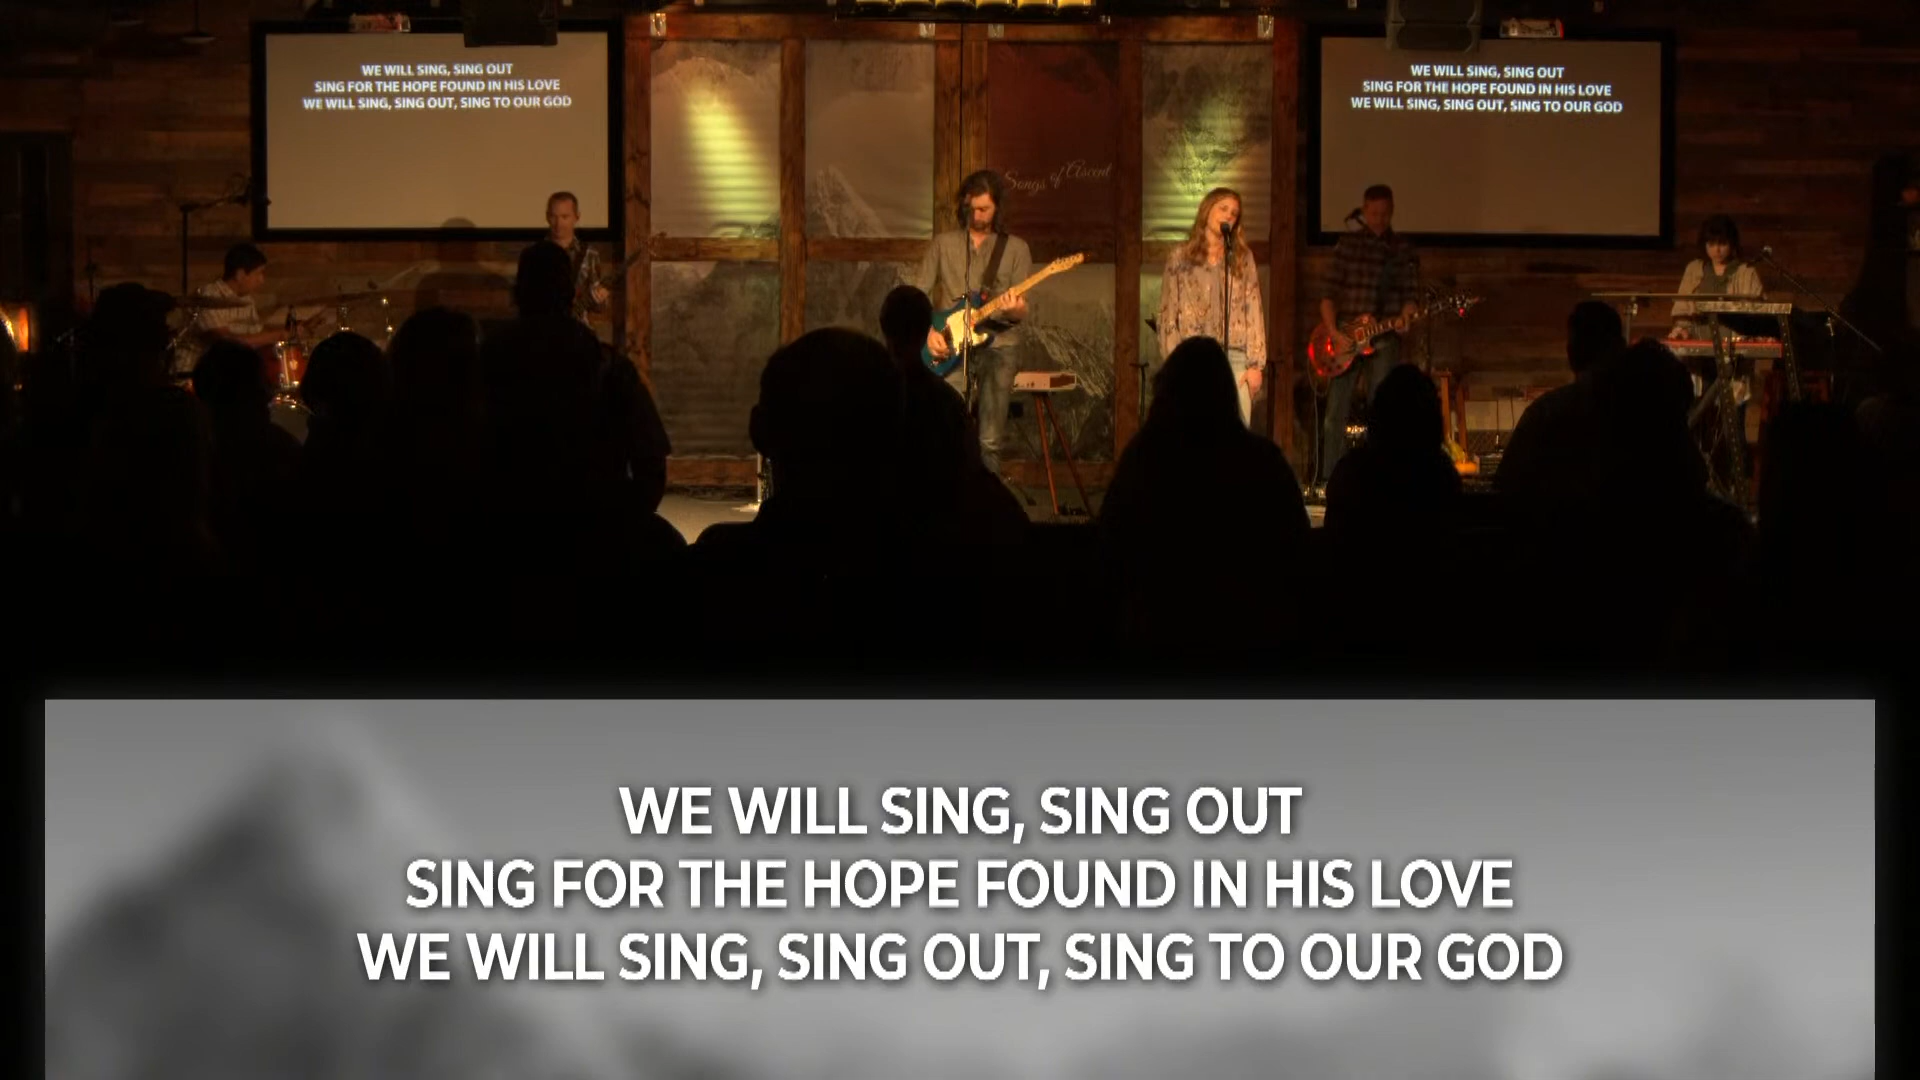 WE WILL SING, SING OUT
SING FOR THE HOPE FOUND IN HIS LOVE
WE WILL SING, SING OUT, SING TO OUR GOD
WE WILL SING, SING OUT
SING FOR THE HOPE FOUND IN HIS LOVE
WE WILL SING, SING OUT, SING TO OUR GOD
Songs of Ascent
WE WILL SING, SING OUT
SING FOR THE HOPE FOUND IN HIS LOVE
WE WILL SING, SING OUT, SING TO OUR GOD